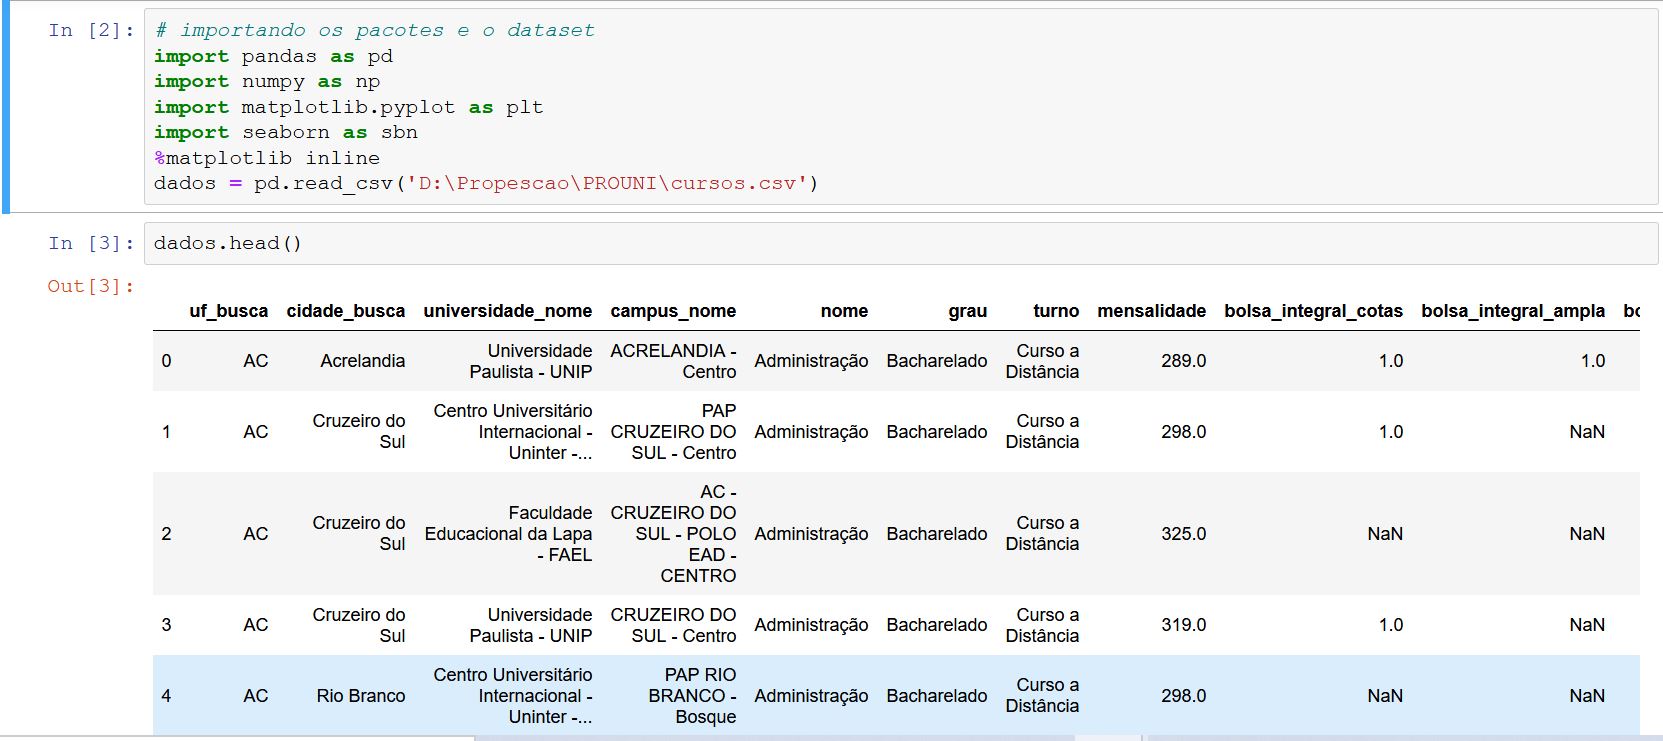 In [2]:
# importando os pacotes e o dataset
import pandas as pd
import numpy as np
import matplotlib.pyplot as plt
import seaborn as sbn
%matplotlib inline
dados = pd.read_csv('D:\Propescao\PROUNI\cursos.csv')
In [3]:
dados.head()
Out[3]:
uf_busca cidade_busca universidade_nome campus_nome nome grau turno mensalidade bolsa_integral_cotas bolsa_integral_ampla
0 AC Acrelandia Universidade Paulista - UNIP ACRELANDIA - Centro Administração Bacharelado Curso a Distância 289.0 1.0 1.0
1 AC Cruzeiro do Sul Centro Universitário Internacional - Uninter -... PAP CRUZEIRO DO SUL - Centro Administração Bacharelado Curso a Distância 298.0 1.0 NaN
2 AC Cruzeiro do Sul Faculdade Educacional da Lapa - FAEL AC - CRUZEIRO DO SUL - POLO EAD - CENTRO Administração Bacharelado Curso a Distância 325.0 NaN NaN
3 AC Cruzeiro do Sul Universidade Paulista - UNIP CRUZEIRO DO SUL - Centro Administração Bacharelado Curso a Distância 319.0 1.0 NaN
4 AC Rio Branco Centro Universitário Internacional - Uninter -... PAP RIO BRANCO - Bosque Administração Bacharelado Curso a Distância 298.0 NaN NaN